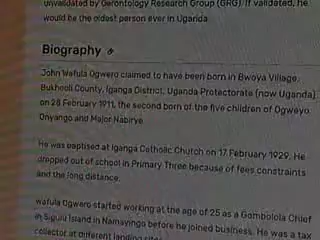 unvalidated by Gerontology Research Group (GRG). If validated, he
would be the oldest person ever in Uganda.
Biography
John Wafula Ogwero claimed to have been born in Bwoya Village,
Bukhooli County, Iganga District, Uganda Protectorate (now Uganda)
on 28 February 1911, the second born of the five children of Ogweyo
Onyango and Major Nabirye.
He was baptised at Iganga Catholic Church on 17 February 1929. He
dropped out of school in Primary Three because of fees constraints
and the long distance.
wafula Ogwero started working at the age of 25 as a Gombolola Chief
in Sigulu Island in Namayingo before he joined business. He was a tax
collector at different landing